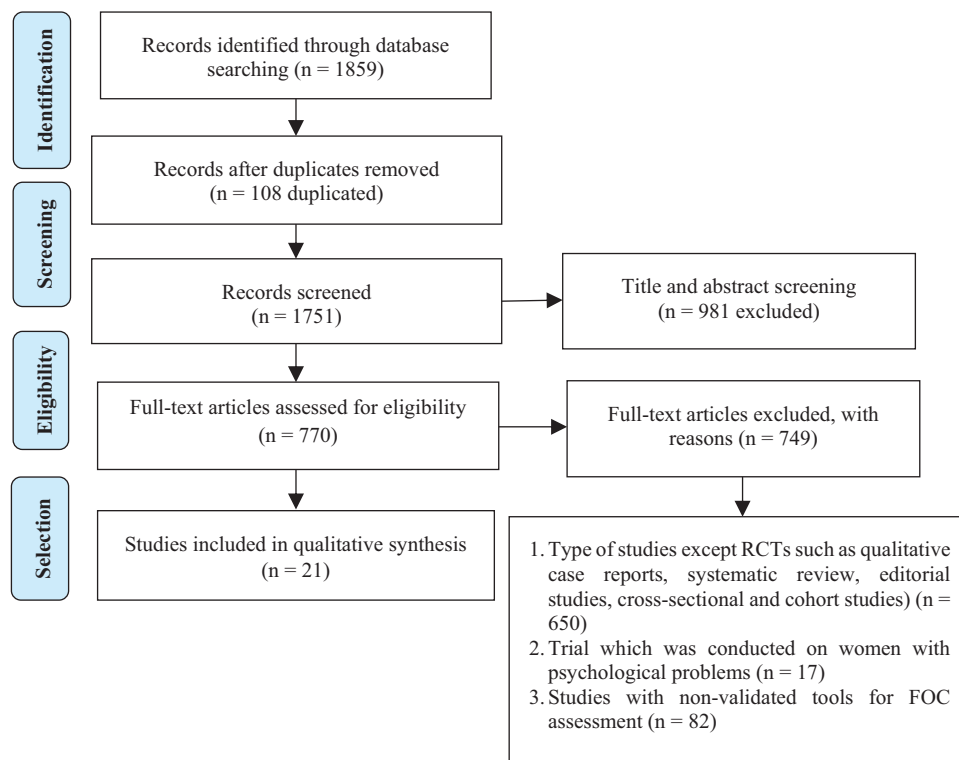 Identification
Records identified through database
searching (n = 1859)
Records after duplicates removed
(n = 108 duplicated)
Screening
Records screened
n = 1751)
Title and abstract screening
(n = 981 excluded)
Eligibility
Full-text articles assessed for eligibility
(n = 770)
Full-text articles excluded, with
reasons (n = 749)
Selection
Studies included in qualitative synthesis
(n = 21)
1. Type of studies except RCTs such as qualitative
case reports, systematic review, editorial
studies, cross-sectional and cohort studies) (n =
650)
2. Trial which was conducted on women with
psychological problems (n = 17)
3. Studies with non-validated tools for FOC
assessment (n = 82)